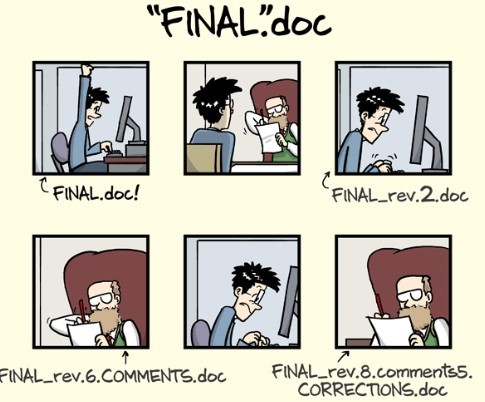 "FINAL".doc
FINAL.doc!
FINAL_rev.2.doc
FINAL_rev.6.COMMENTS.doc
FINAL_rev.8.comments5.
CORRECTIONS.doc